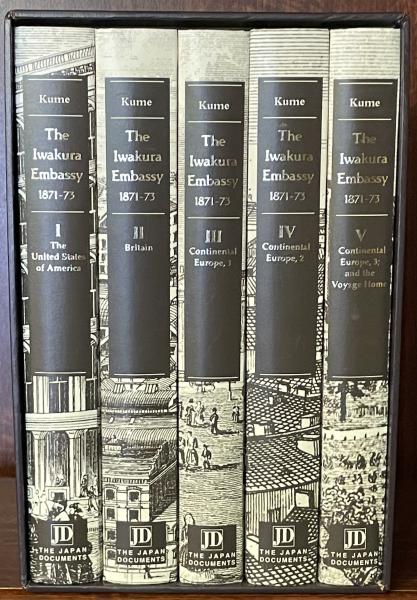 Kume
The
Iwakura
Embassy
1871-73
I
The
United States
of America
JD
THE JAPAN
DOCUMENTS
Kume
The
Iwakura
Embassy
1871-73
II
Britain
JD
THE JAPAN
DOCUMENTS
Kume
The
Iwakura
Embassy
1871-73
III
Continental
Europe, 1
JD
THE JAPAN
DOCUMENTS
Kume
The
Iwakura
Embassy
1871-73
IV
Continental
Europe, 2
JD
THE JAPAN
DOCUMENTS
Kume
The
Iwakura
Embassy
1871-73
V
Continental
Europe, 3;
and the
Voyage Home
JD
THE JAPAN
DOCUMENTS